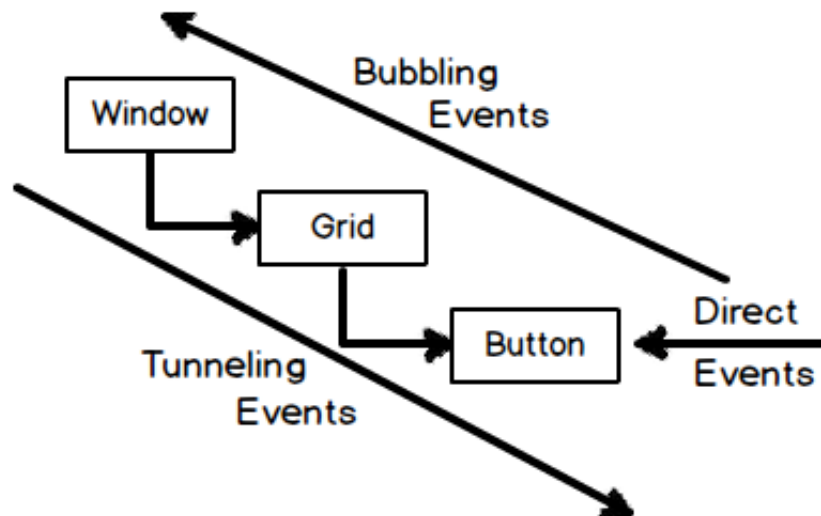 Bubbling
Events
Window
Grid
Direct
Button
Events
Tunneling
Events